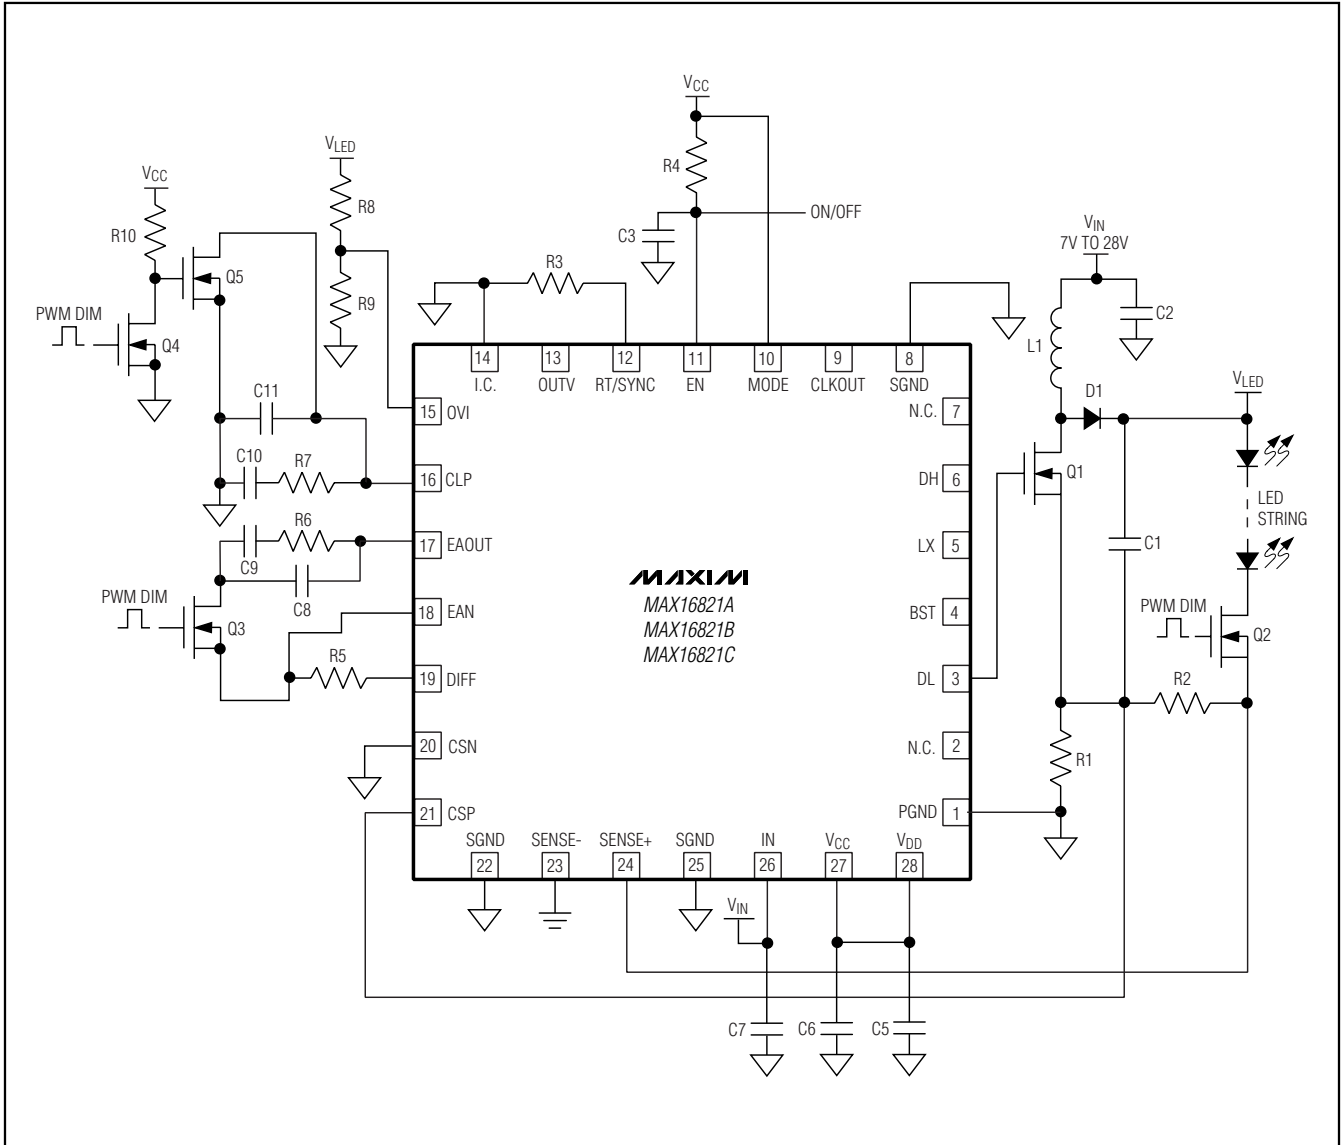 VCC
R4
ON/OFF
C3
VLED
R8
R9
VCC
R10
Q5
PWM DIM
Q4
R3
VIN
7V TO 28V
C2
L1
D1
VLED
LED
STRING
Q1
C1
PWM DIM
Q2
R2
R1
C11
C10
R7
R6
C9
C8
PWM DIM
Q3
R5
14
13
12
11
10
9
8
I.C.
OUTV
RT/SYNC
EN
MODE
CLKOUT
SGND
15 OVI
16 CLP
17 EAOUT
18 EAN
19 DIFF
20 CSN
21 CSP
N.C. 7
DH 6
LX 5
BST 4
DL 3
N.C. 2
PGND 1
MAXIM
MAX16821A
MAX16821B
MAX16821C
SGND
SENSE-
SENSE+
SGND
IN
VCC
VDD
22
23
24
25
26
27
28
VIN
C7
C6
C5